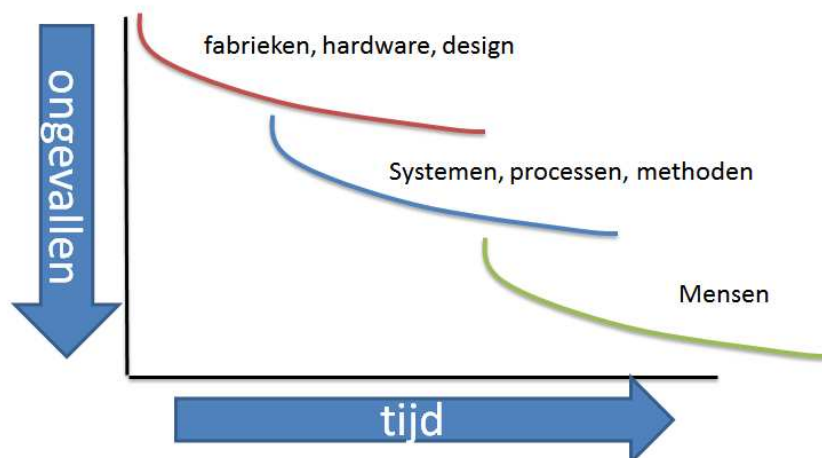 fabrieken, hardware, design
ongevallen
Systemen, processen, methoden
Mensen
tijd